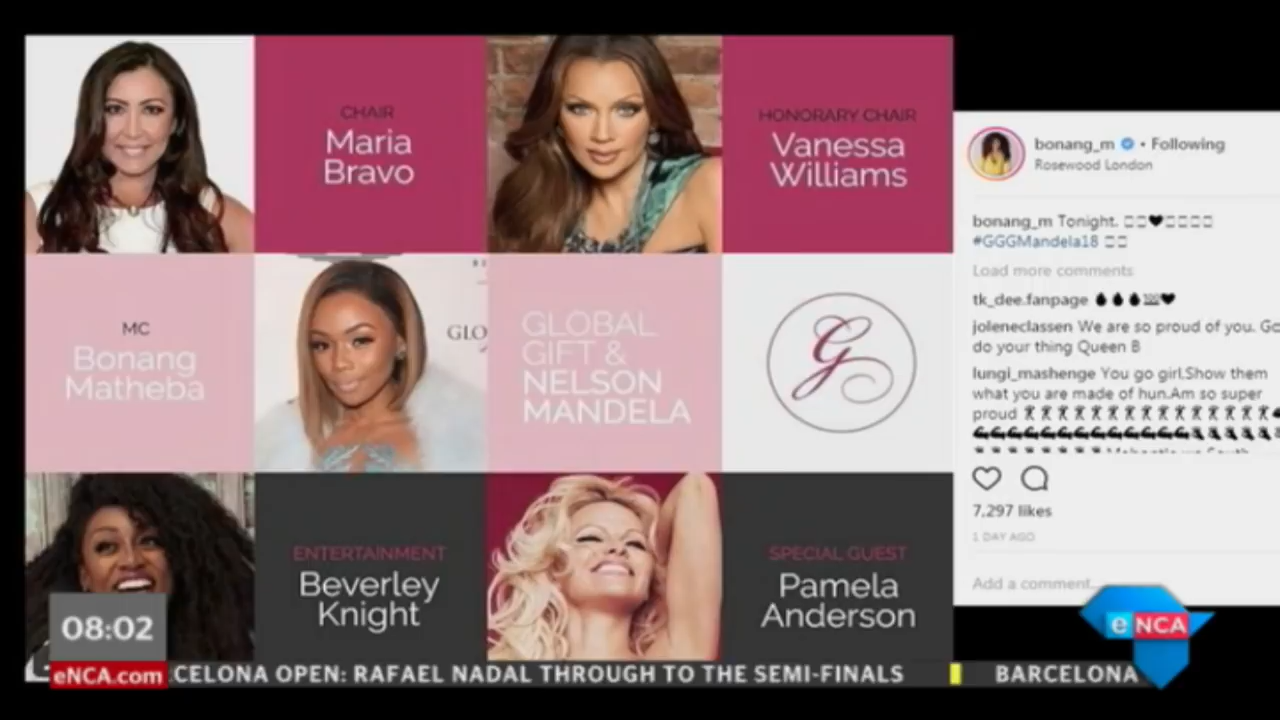 CHAIR
Maria
Bravo
HONORARY CHAIR
Vanessa
Williams
MC
Bonang
Matheba
GLO
GLOBAL
GIFT &
NELSON
MANDELA
G
ENTERTAINMENT
Beverley
Knight
SPECIAL GUEST
Pamela
Anderson
bonang_m • Following
Rosewood London
bonang_m Tonight.
#GGGMandela18
Load more comments
tk_dee.fanpage
joleneclassen We are so proud of you. Go
do your thing Queen B
lungi_mashenge You go girl,Show them
what you are made of hun.Am so super
proud
7,297 likes
1 DAY AGO
Add a comment...
08:02
eNCA
eNCA.com
CELONA OPEN: RAFAEL NADAL THROUGH TO THE SEMI-FINALS BARCELONA